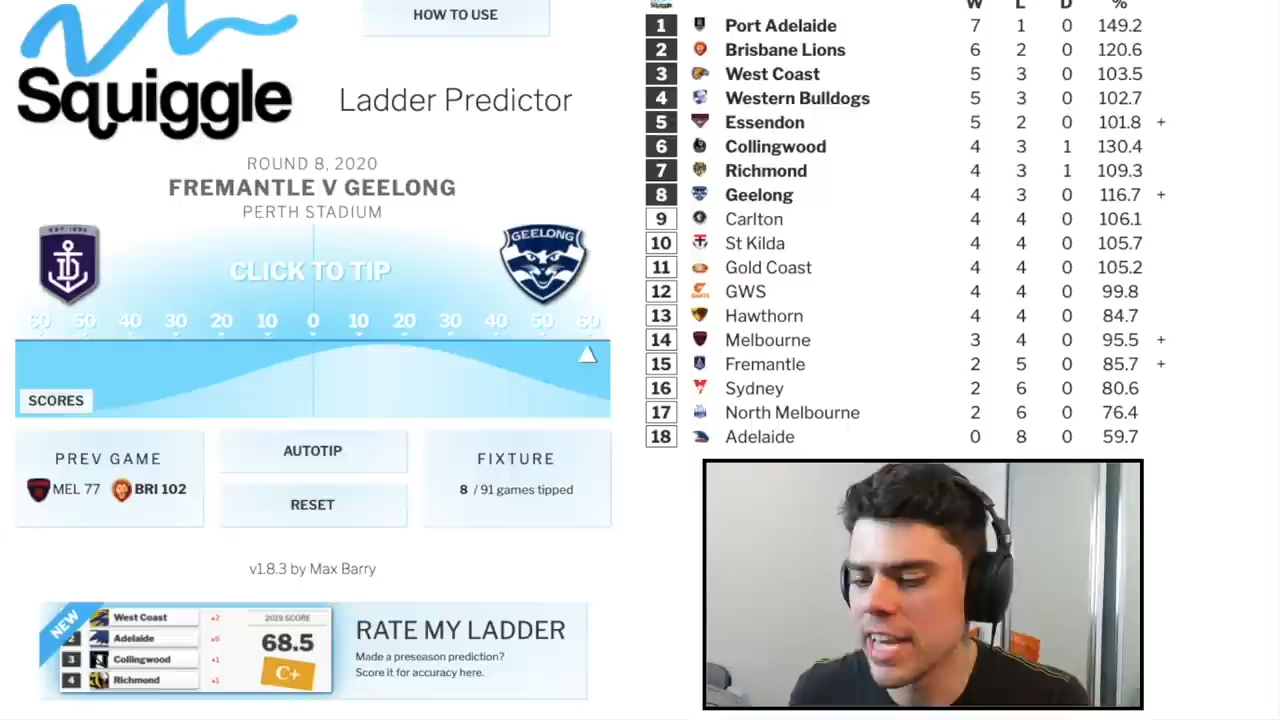 HOW TO USE
Squiggle
Ladder Predictor
ROUND 8, 2020
FREMANTLE V GEELONG
PERTH STADIUM
GEELONG
CLICK TO TIP
60 50 40 30 20 10 0 10 20 30 40 50 60
SCORES
PREV GAME
MEL 77 BRI 102
AUTOTIP
RESET
FIXTURE
8 / 91 games tipped
v1.8.3 by Max Barry
NEW
West Coast
2 Adelaide
3 Collingwood
4 Richmond
2019 SCORE
68.5
C+
RATE MY LADDER
Made a preseason prediction?
Score it for accuracy here.
W L D %
1 Port Adelaide 7 1 0 149.2
2 Brisbane Lions 6 2 0 120.6
3 West Coast 5 3 0 103.5
4 Western Bulldogs 5 3 0 102.7
5 Essendon 5 2 0 101.8 +
6 Collingwood 4 3 1 130.4
7 Richmond 4 3 1 109.3
8 Geelong 4 3 0 116.7 +
9 Carlton 4 4 0 106.1
10 St Kilda 4 4 0 105.7
11 Gold Coast 4 4 0 105.2
12 GWS 4 4 0 99.8
13 Hawthorn 4 4 0 84.7
14 Melbourne 3 4 0 95.5 +
15 Fremantle 2 5 0 85.7 +
16 Sydney 2 6 0 80.6
17 North Melbourne 2 6 0 76.4
18 Adelaide 0 8 0 59.7